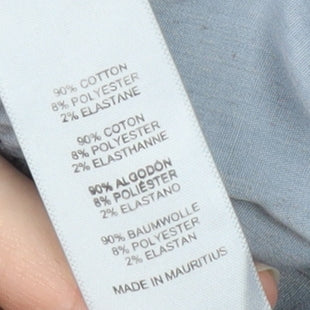 90% COTTON
8% POLYESTER
2% ELASTANE
90% COTON
8% POLYESTER
2% ELASTHANNE
90% ALGODÓN
8% POLIÉSTER
2% ELASTANO
90% BAUMWOLLE
8% POLYESTER
2% ELASTAN
MADE IN MAURITIUS